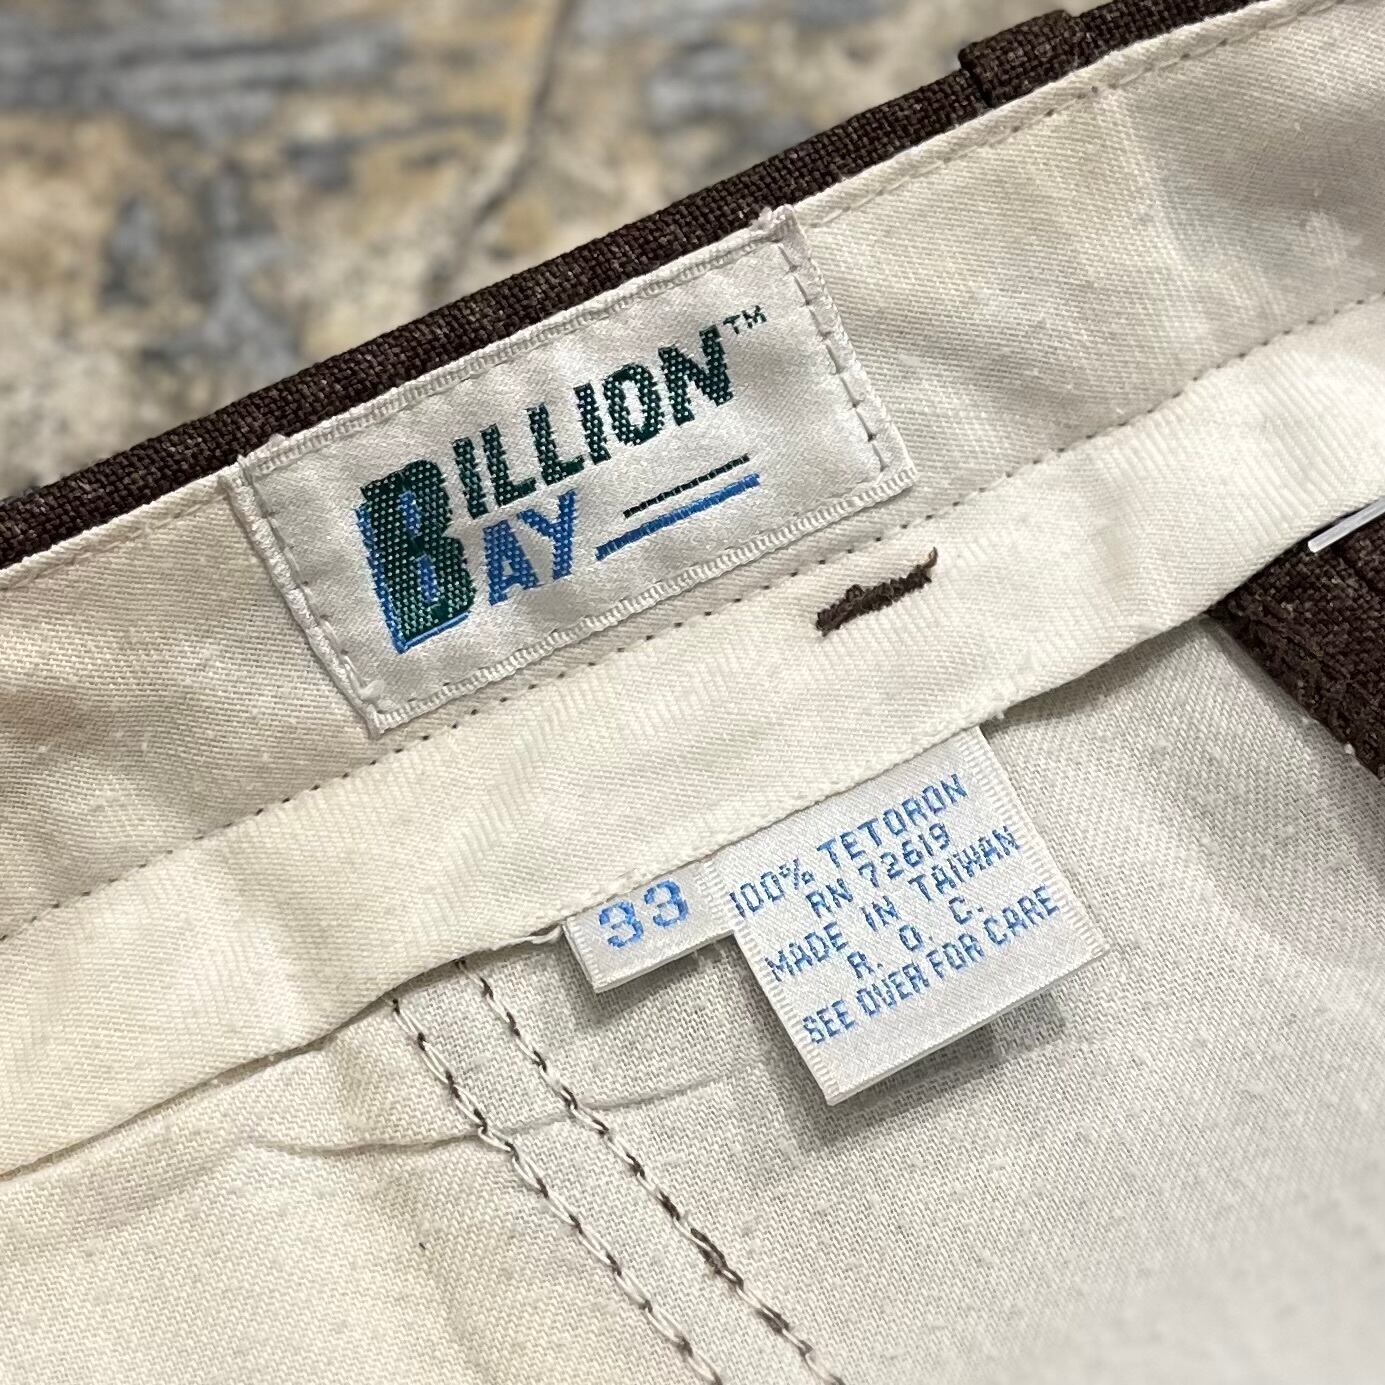 BILLION™
BAY
33
100% TETORON
RN 72619
MADE IN TAIWAN
R. O. C.
SEE OVER FOR CARE